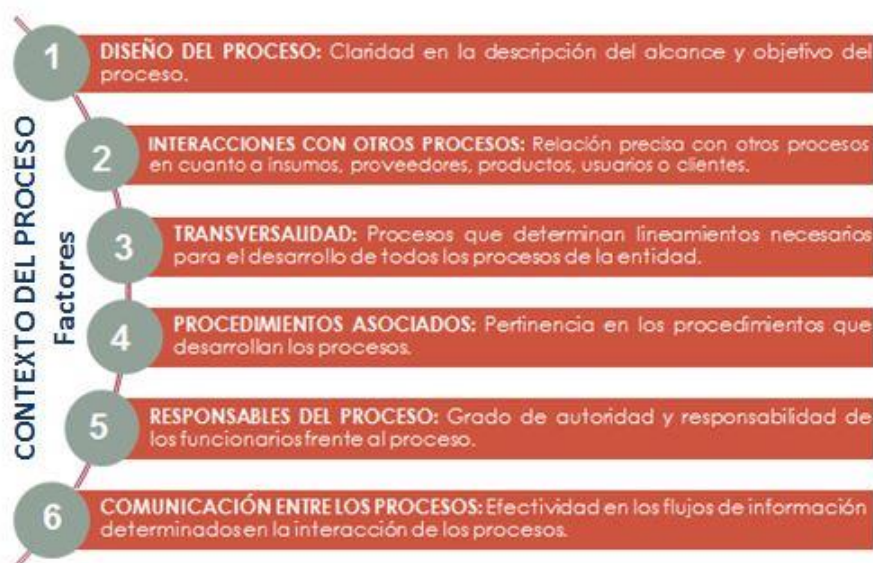 CONTEXTO DEL PROCESO
Factores
1
DISEÑO DEL PROCESO: Claridad en la descripción del alcance y objetivo del
proceso.
2
INTERACCIONES CON OTROS PROCESOS: Relación precisa con otros procesos
en cuanto a insumos, proveedores, productos, usuarios o clientes.
3
TRANSVERSALIDAD: Procesos que determinan lineamientos necesarios
para el desarrollo de todos los procesos de la entidad.
4
PROCEDIMIENTOS ASOCIADOS: Pertinencia en los procedimientos que
desarrollan los procesos.
5
RESPONSABLES DEL PROCESO: Grado de autoridad y responsabilidad de
los funcionarios frente al proceso.
6
COMUNICACIÓN ENTRE LOS PROCESOS: Efectividad en los flujos de información
determinados en la interacción de los procesos.